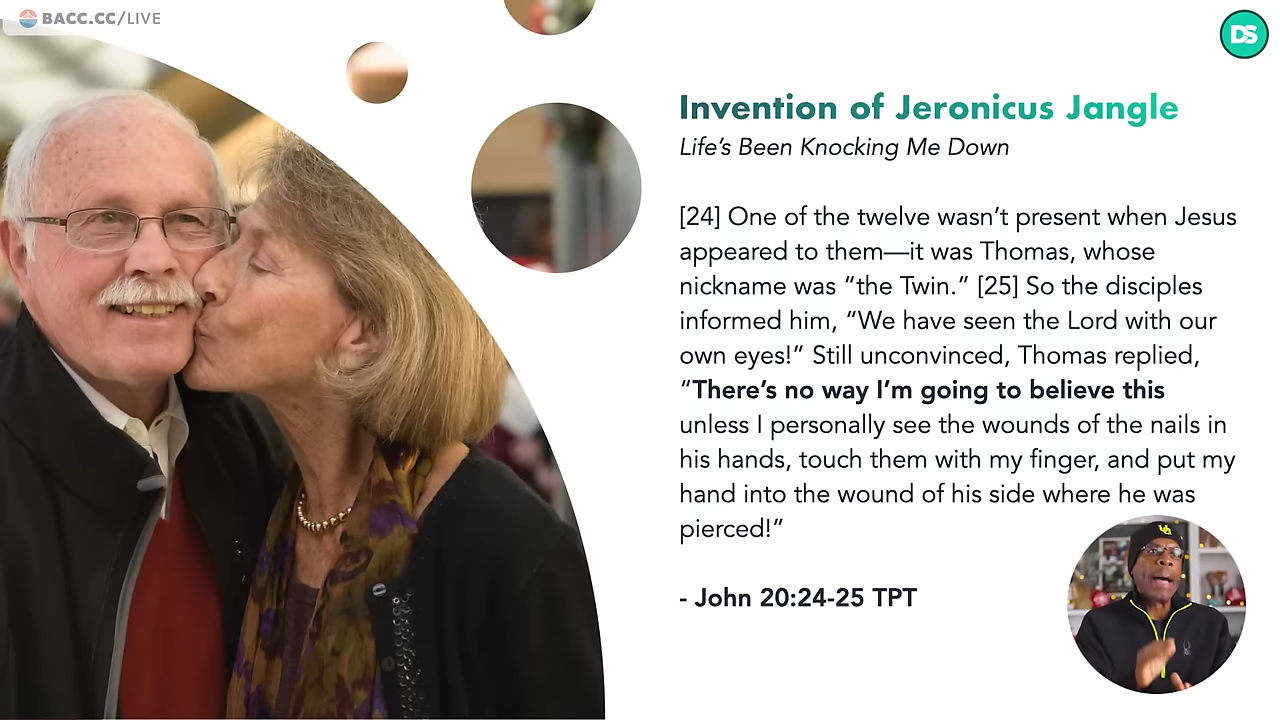 BACC.CC/LIVE
DS
Invention of Jeronicus Jangle
Life’s Been Knocking Me Down
[24] One of the twelve wasn’t present when Jesus
appeared to them—it was Thomas, whose
nickname was “the Twin.” [25] So the disciples
informed him, “We have seen the Lord with our
own eyes!” Still unconvinced, Thomas replied,
“There’s no way I’m going to believe this
unless I personally see the wounds of the nails in
his hands, touch them with my finger, and put my
hand into the wound of his side where he was
pierced!”
- John 20:24-25 TPT